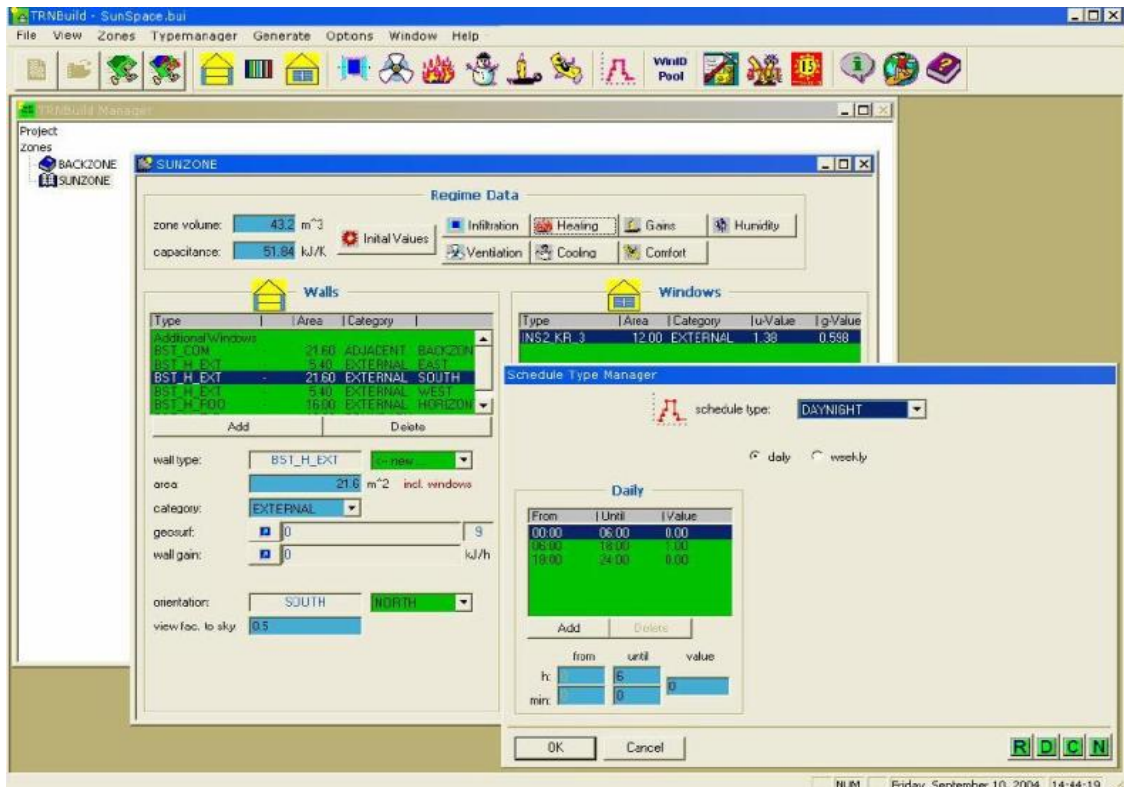 TRNBuild - SunSpace.bui
File View Zones Typemanager Generate Options Window Help
WinID Pool
15
TRNBuild Manager
Project
Zones
BACKZONE
SUNZONE
SUNZONE
Regime Data
zone volume: 43.2 m^3
capacitance: 51.84 kJ/K
Inital Values
Infiltration Heating Gains Humidity
Ventilation Cooling Comfort
Walls
Type Area Category
Additional Windows
BST_CON - 21.60 ADJACENT BACKZON
BST_H_EXT - 5.40 EXTERNAL EAST
BST_H_EXT - 21.60 EXTERNAL SOUTH
BST_H_EXT - 5.40 EXTERNAL WEST
BST_H_ROO - 16.00 EXTERNAL HORIZON
Add Delete
wall type: BST_H_EXT <- new ...
area: 21.6 m^2 incl. windows
category: EXTERNAL
geosurf: 0 9
wall gain: 0 kJ/h
orientation: SOUTH NORTH
view fac. to sky 0.5
Windows
Type Area Category u-Value g-Value
INS2_KR_3 12.00 EXTERNAL 1.38 0.598
Schedule Type Manager
schedule type: DAYNIGHT
daily weekly
Daily
From Until Value
00:00 06:00 0.00
06:00 18:00 1.00
18:00 24:00 0.00
Add Delete
from until value
h: 0 6
0
min: 0 0
OK Cancel
R D C N
NUM Friday, September 10, 2004 14:44:19